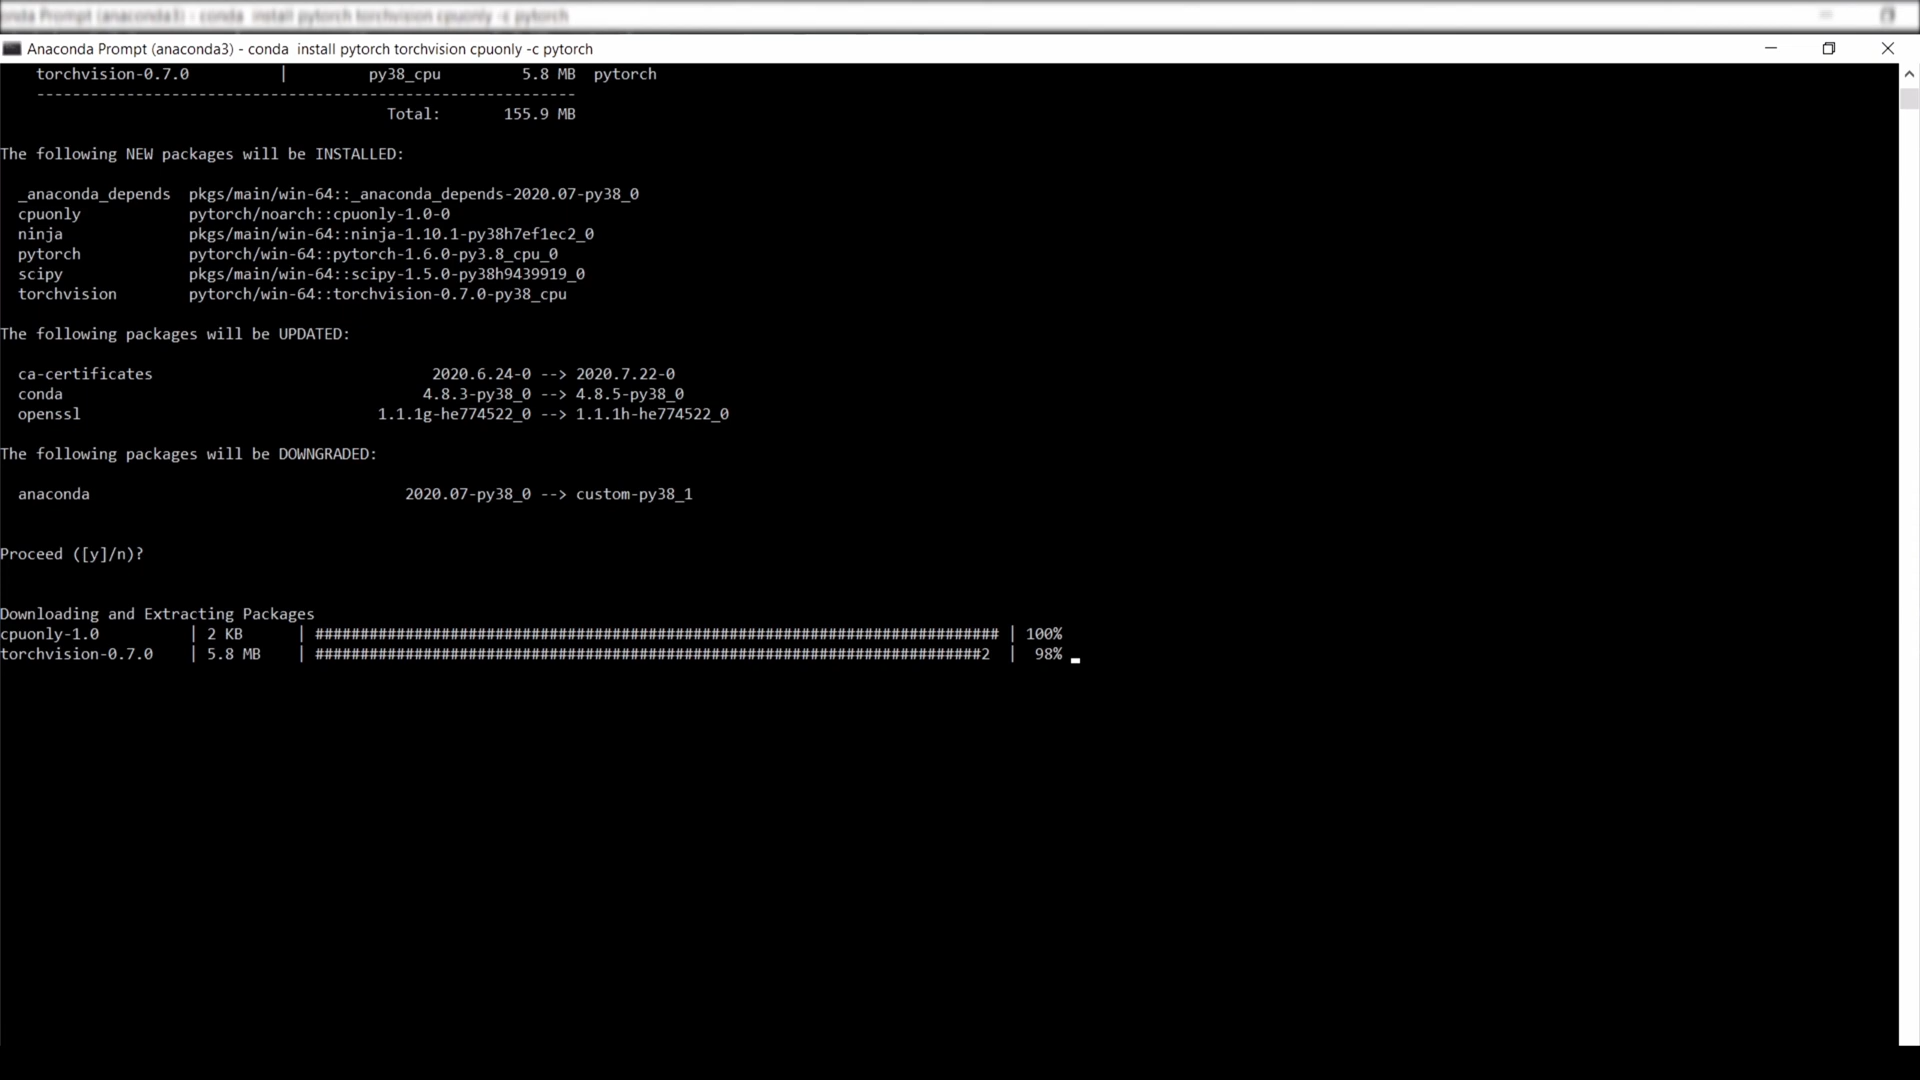 onda Prompt (anaconda3) - conda  install pytorch torchvision cpuonly -c pytorch
Anaconda Prompt (anaconda3) - conda  install pytorch torchvision cpuonly -c pytorch
torchvision-0.7.0          |         py38_cpu         5.8 MB  pytorch
------------------------------------------------------------
Total:       155.9 MB
The following NEW packages will be INSTALLED:
_anaconda_depends  pkgs/main/win-64::_anaconda_depends-2020.07-py38_0
cpuonly            pytorch/noarch::cpuonly-1.0-0
ninja              pkgs/main/win-64::ninja-1.10.1-py38h7ef1ec2_0
pytorch            pytorch/win-64::pytorch-1.6.0-py3.8_cpu_0
scipy              pkgs/main/win-64::scipy-1.5.0-py38h9439919_0
torchvision        pytorch/win-64::torchvision-0.7.0-py38_cpu
The following packages will be UPDATED:
ca-certificates                               2020.6.24-0 --> 2020.7.22-0
conda                                        4.8.3-py38_0 --> 4.8.5-py38_0
openssl                                 1.1.1g-he774522_0 --> 1.1.1h-he774522_0
The following packages will be DOWNGRADED:
anaconda                                   2020.07-py38_0 --> custom-py38_1
Proceed ([y]/n)?
Downloading and Extracting Packages
cpuonly-1.0          | 2 KB      | ############################################################################ | 100%
torchvision-0.7.0    | 5.8 MB    | ##########################################################################2  |  98%